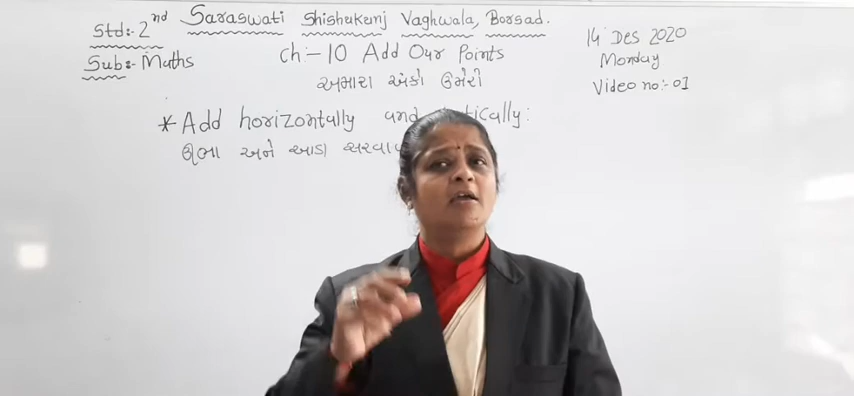 Std:- 2nd Saraswati Shishukunj Vaghwala, Borsad.
14 Des 2020
Sub:- Maths Ch:- 10 Add Our Points
Monday
અમારા અંકો ઉમેરો
Video no:- 01
* Add horizontally and tically:
ઊભા અને આડા સરવા